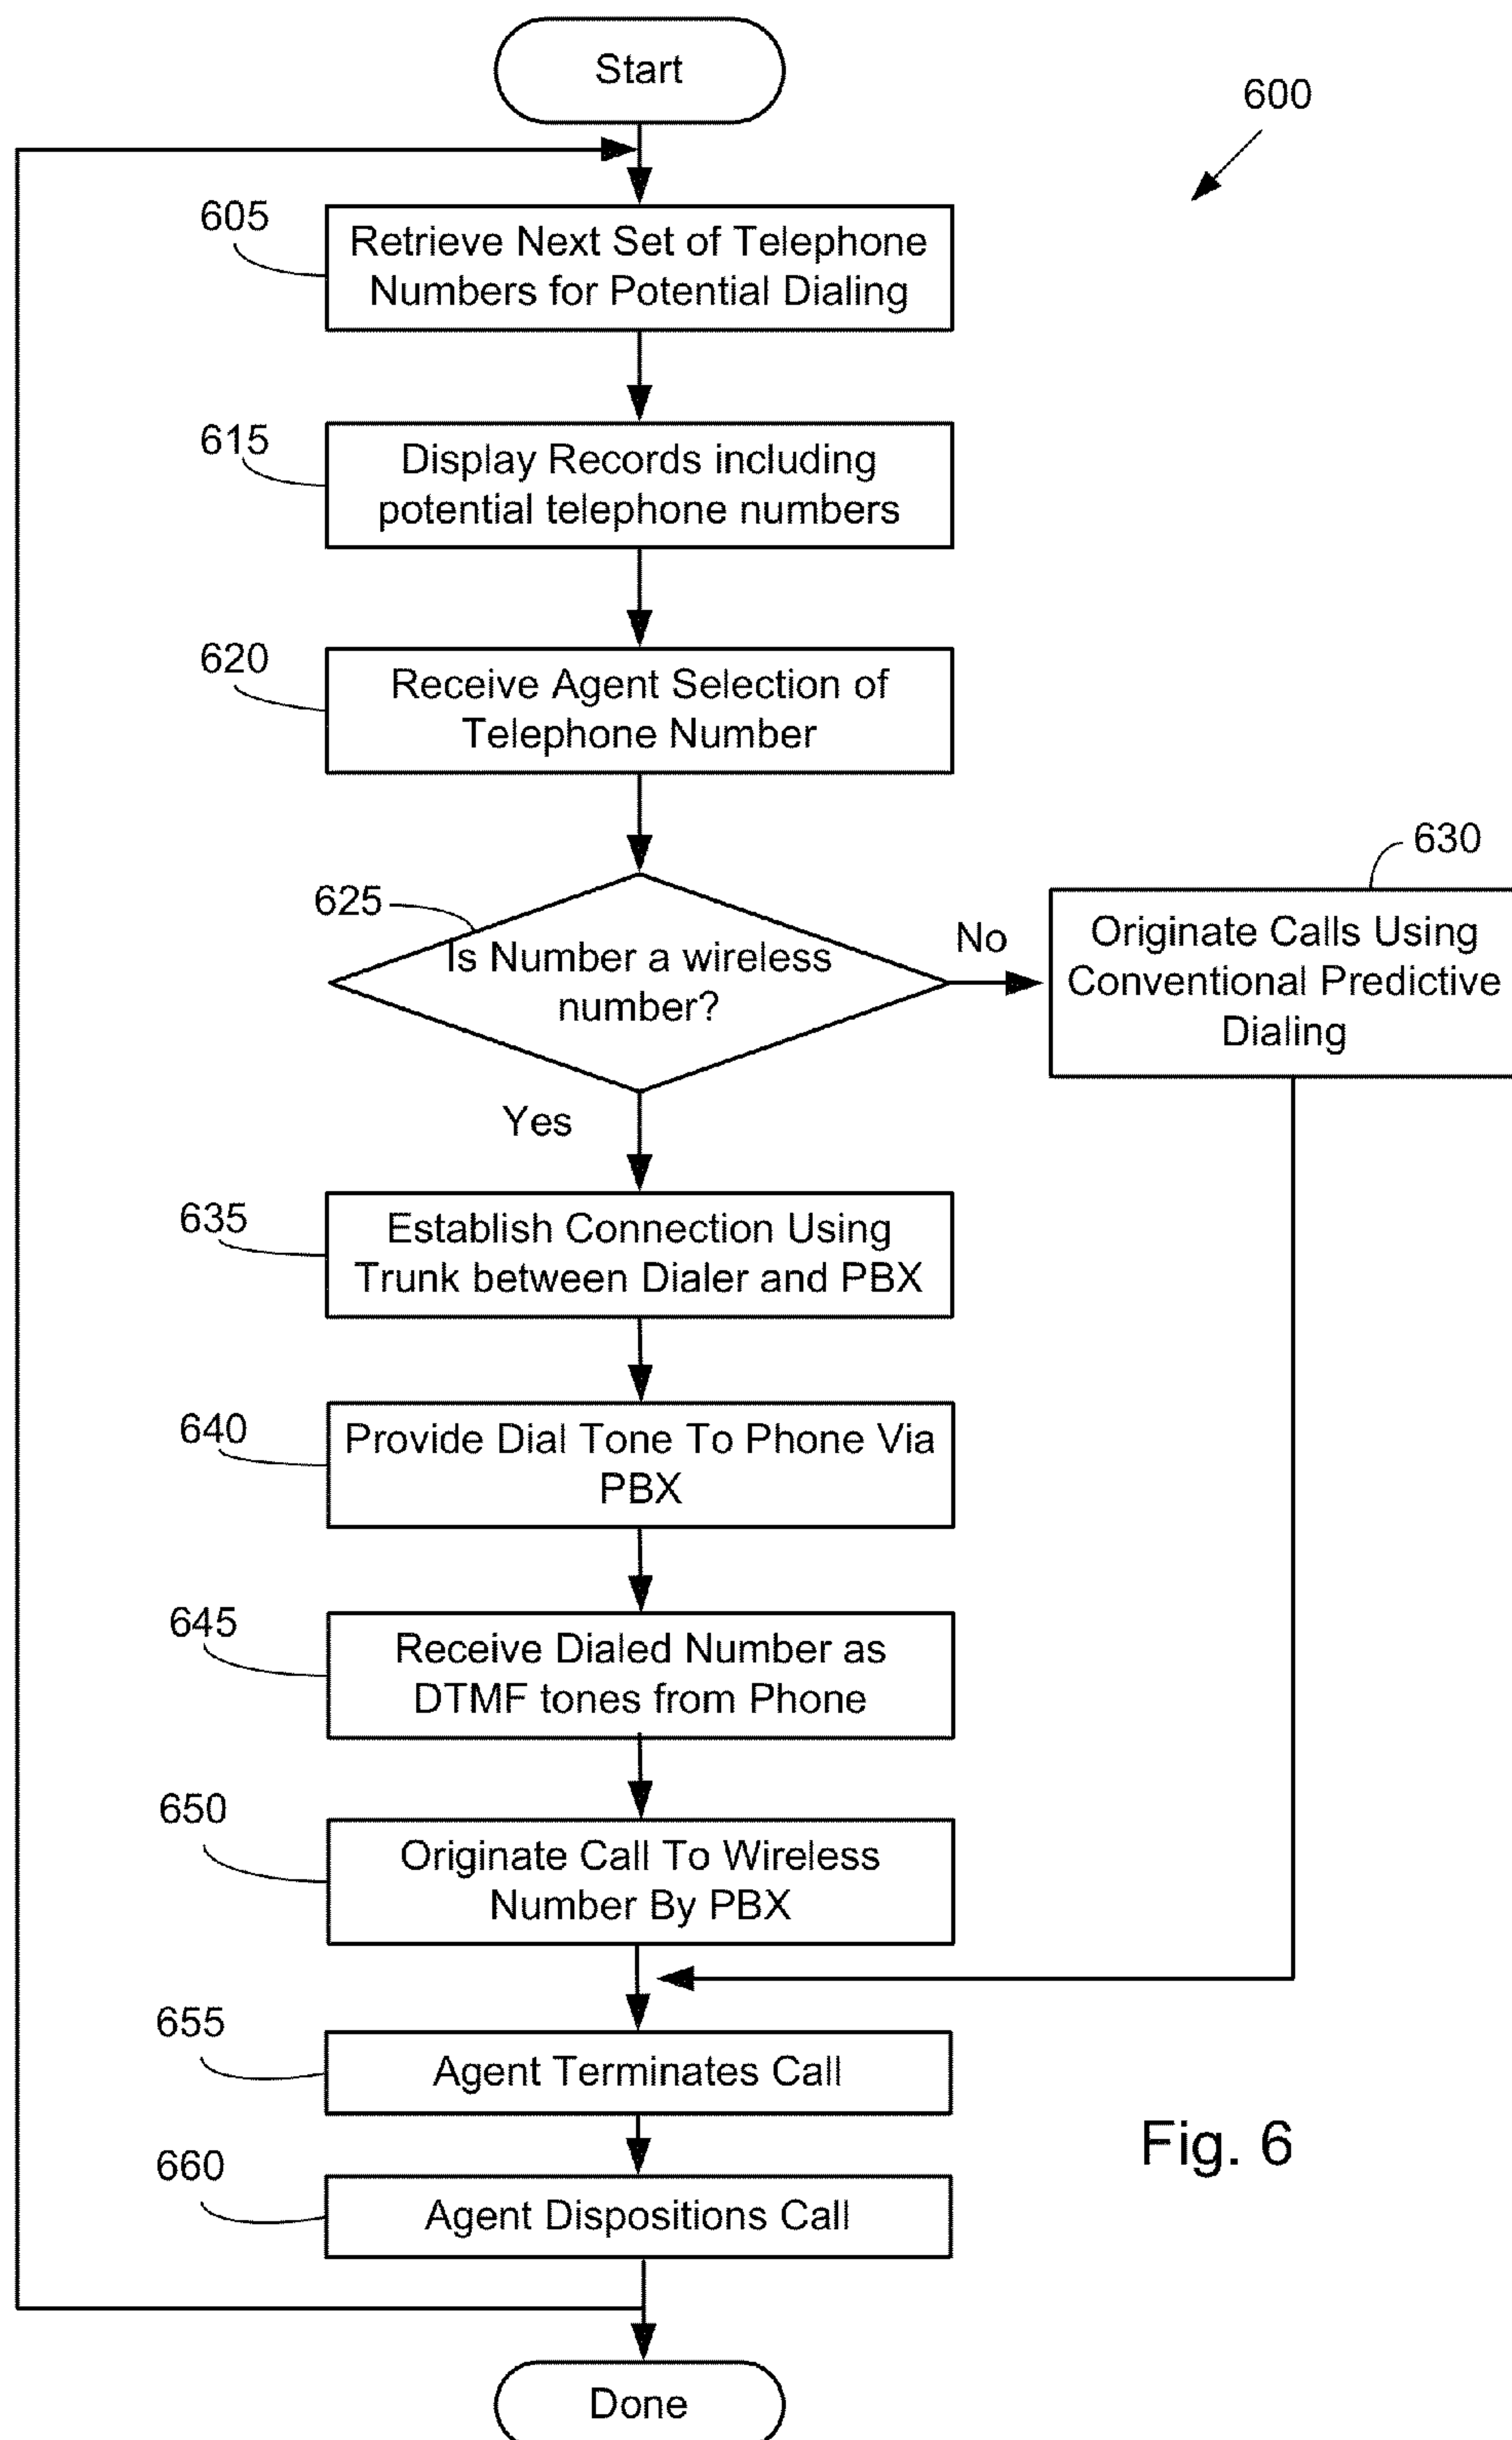 Start
600
605
Retrieve Next Set of Telephone
Numbers for Potential Dialing
615
Display Records including
potential telephone numbers
620
Receive Agent Selection of
Telephone Number
625
Is Number a wireless
number?
No
630
Originate Calls Using
Conventional Predictive
Dialing
Yes
635
Establish Connection Using
Trunk between Dialer and PBX
640
Provide Dial Tone To Phone Via
PBX
645
Receive Dialed Number as
DTMF tones from Phone
650
Originate Call To Wireless
Number By PBX
655
Agent Terminates Call
660
Agent Dispositions Call
Fig. 6
Done